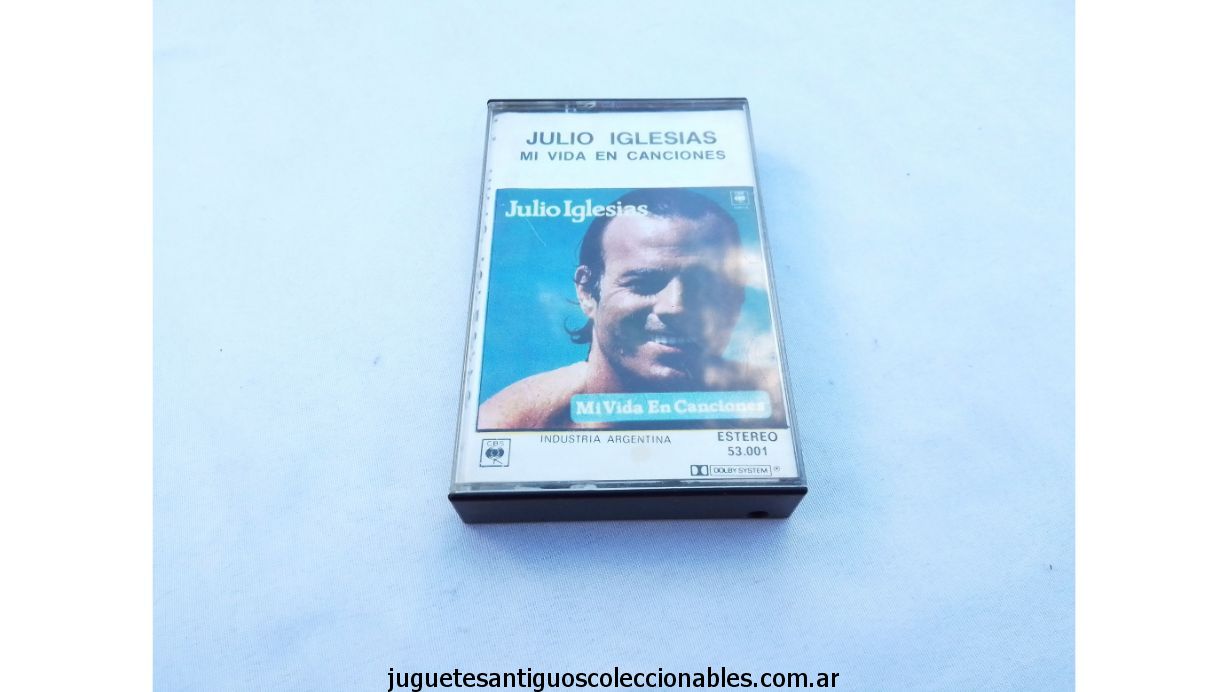 JULIO IGLESIAS
MI VIDA EN CANCIONES
Julio Iglesias
CBS
Mi Vida En Canciones
INDUSTRIA ARGENTINA
ESTEREO
53.001
CBS
DOLBY SYSTEM
juguetesantiguoscoleccionables.com.ar